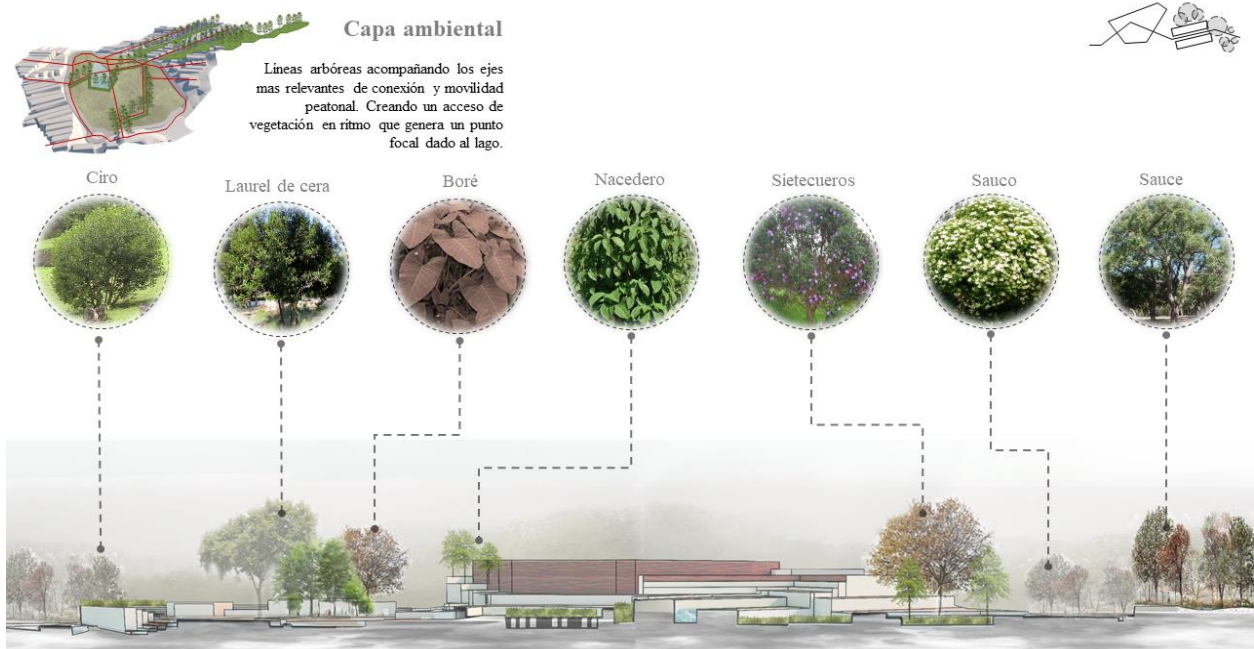 Capa ambiental
Lineas arbóreas acompañando los ejes
mas relevantes de conexión y movilidad
peatonal. Creando un acceso de
vegetación en ritmo que genera un punto
focal dado al lago.
Ciro
Laurel de cera
Boré
Nacedero
Sietecueros
Sauco
Sauce